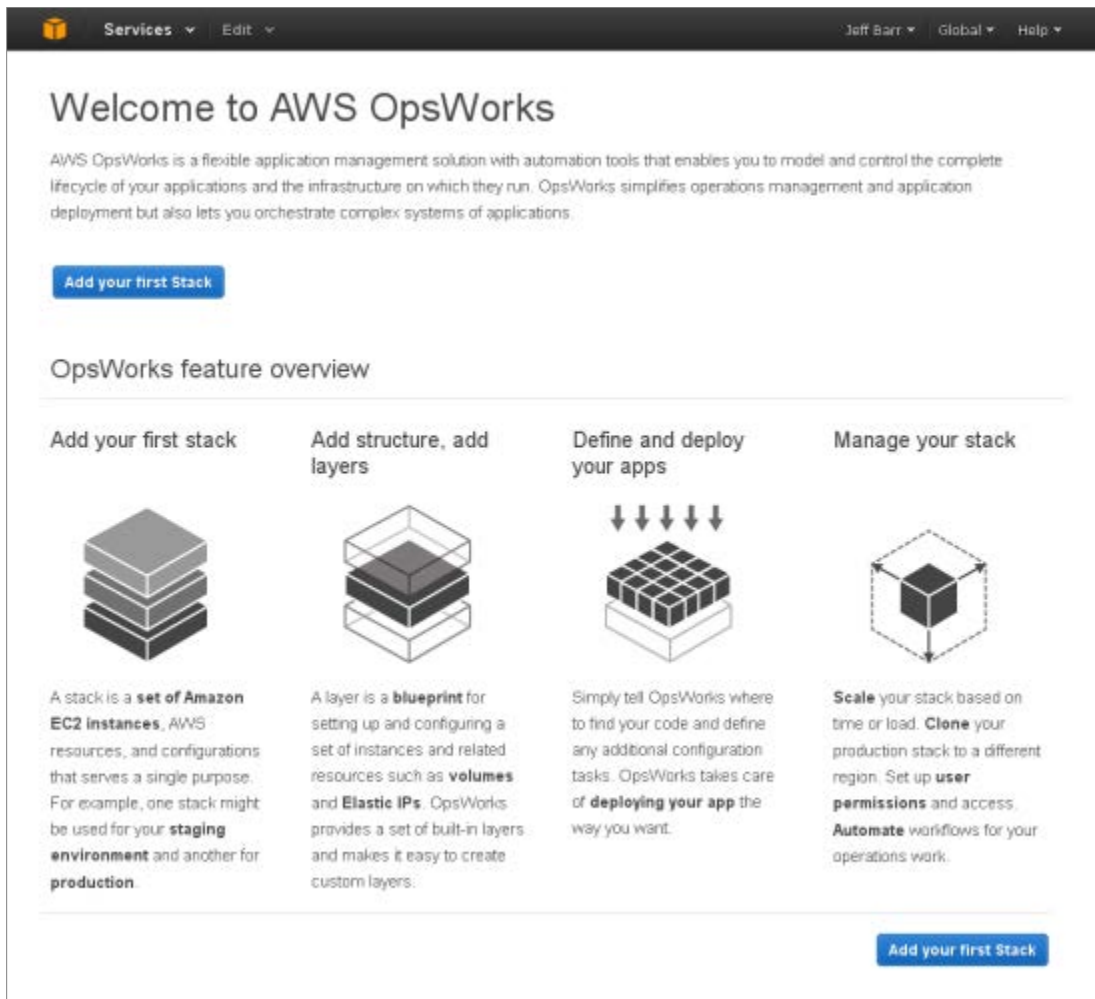 Services Edit Jeff Barr Global Help
Welcome to AWS OpsWorks
AWS OpsWorks is a flexible application management solution with automation tools that enables you to model and control the complete
lifecycle of your applications and the infrastructure on which they run. OpsWorks simplifies operations management and application
deployment but also lets you orchestrate complex systems of applications.
Add your first Stack
OpsWorks feature overview
Add your first stack
A stack is a set of Amazon
EC2 instances, AWS
resources, and configurations
that serves a single purpose.
For example, one stack might
be used for your staging
environment and another for
production.
Add structure, add
layers
A layer is a blueprint for
setting up and configuring a
set of instances and related
resources such as volumes
and Elastic IPs. OpsWorks
provides a set of built-in layers
and makes it easy to create
custom layers.
Define and deploy
your apps
Simply tell OpsWorks where
to find your code and define
any additional configuration
tasks. OpsWorks takes care
of deploying your app the
way you want.
Manage your stack
Scale your stack based on
time or load. Clone your
production stack to a different
region. Set up user
permissions and access.
Automate workflows for your
operations work.
Add your first Stack